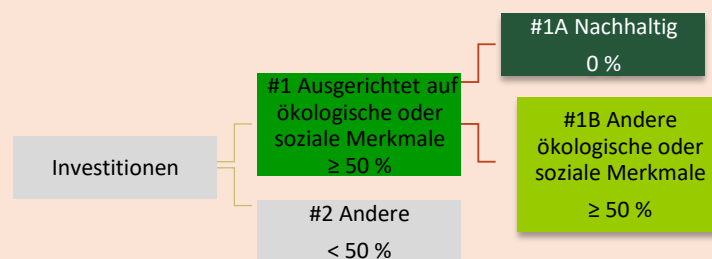 Investitionen
#1 Ausgerichtet auf
ökologische oder
soziale Merkmale
≥ 50 %
#2 Andere
< 50 %
#1A Nachhaltig
0 %
#1B Andere
ökologische oder
soziale Merkmale
≥ 50 %